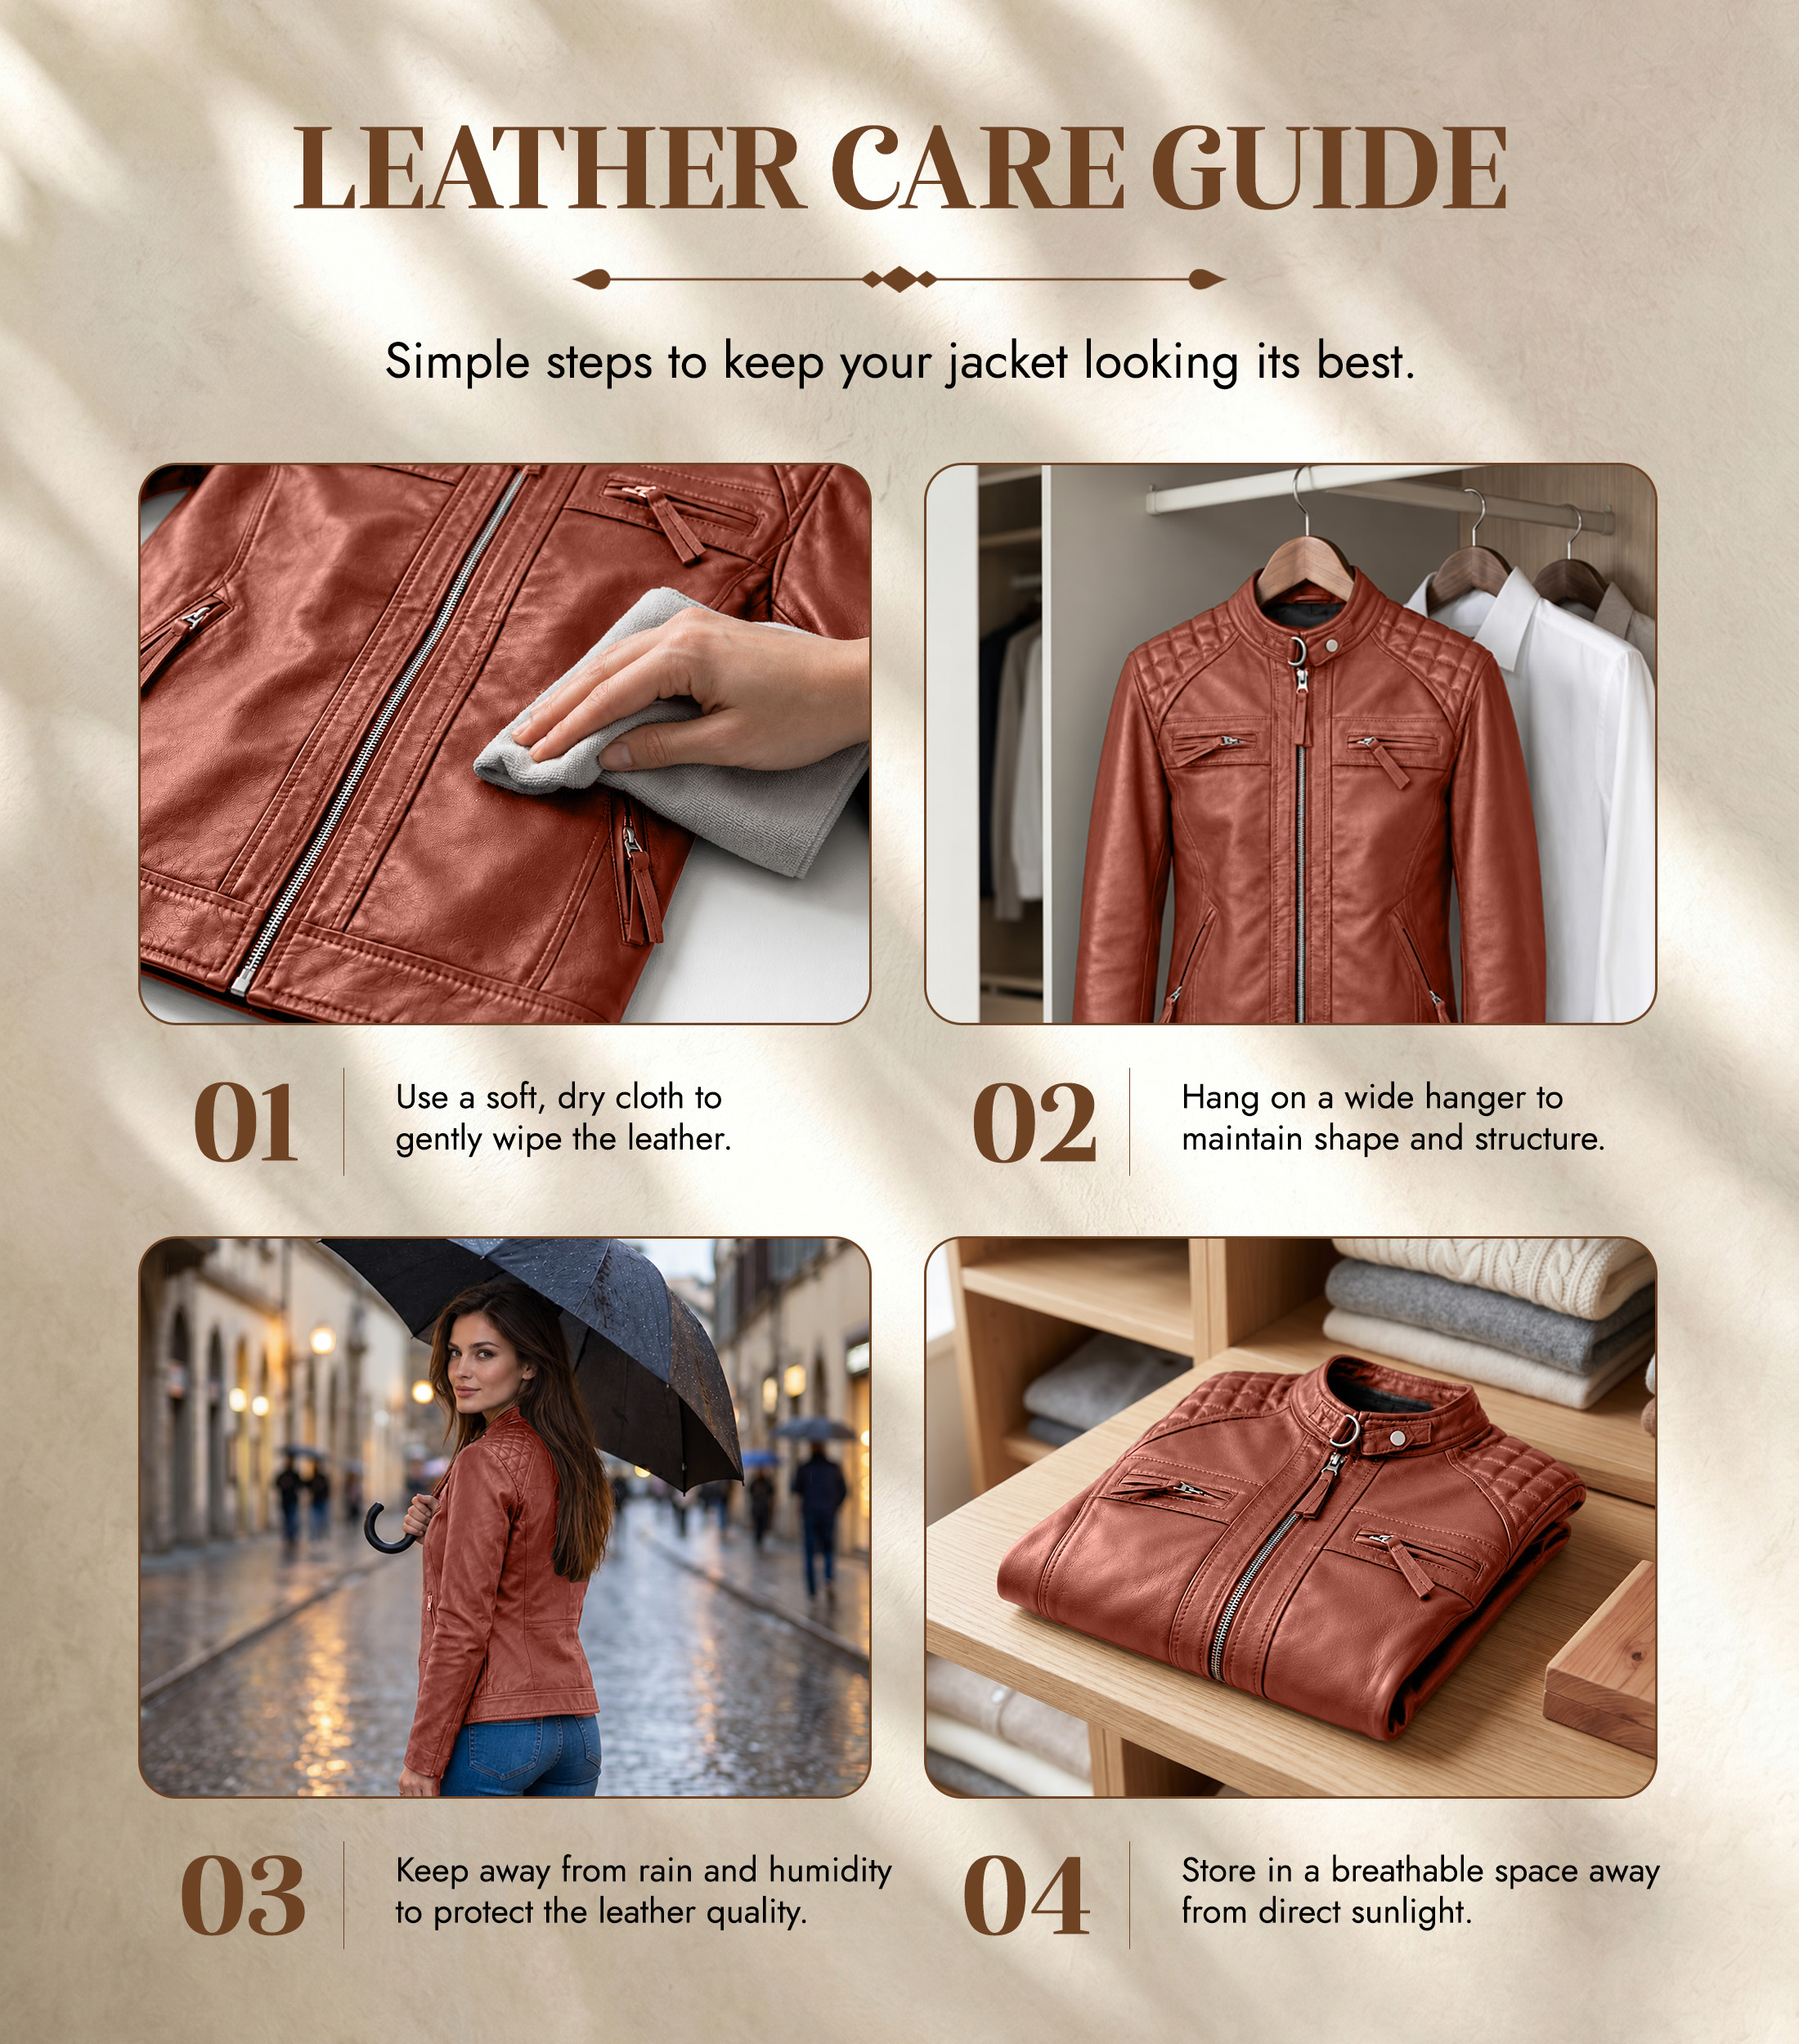 LEATHER CARE GUIDE
Simple steps to keep your jacket looking its best.
01
Use a soft, dry cloth to
gently wipe the leather.
02
Hang on a wide hanger to
maintain shape and structure.
03
Keep away from rain and humidity
to protect the leather quality.
04
Store in a breathable space away
from direct sunlight.